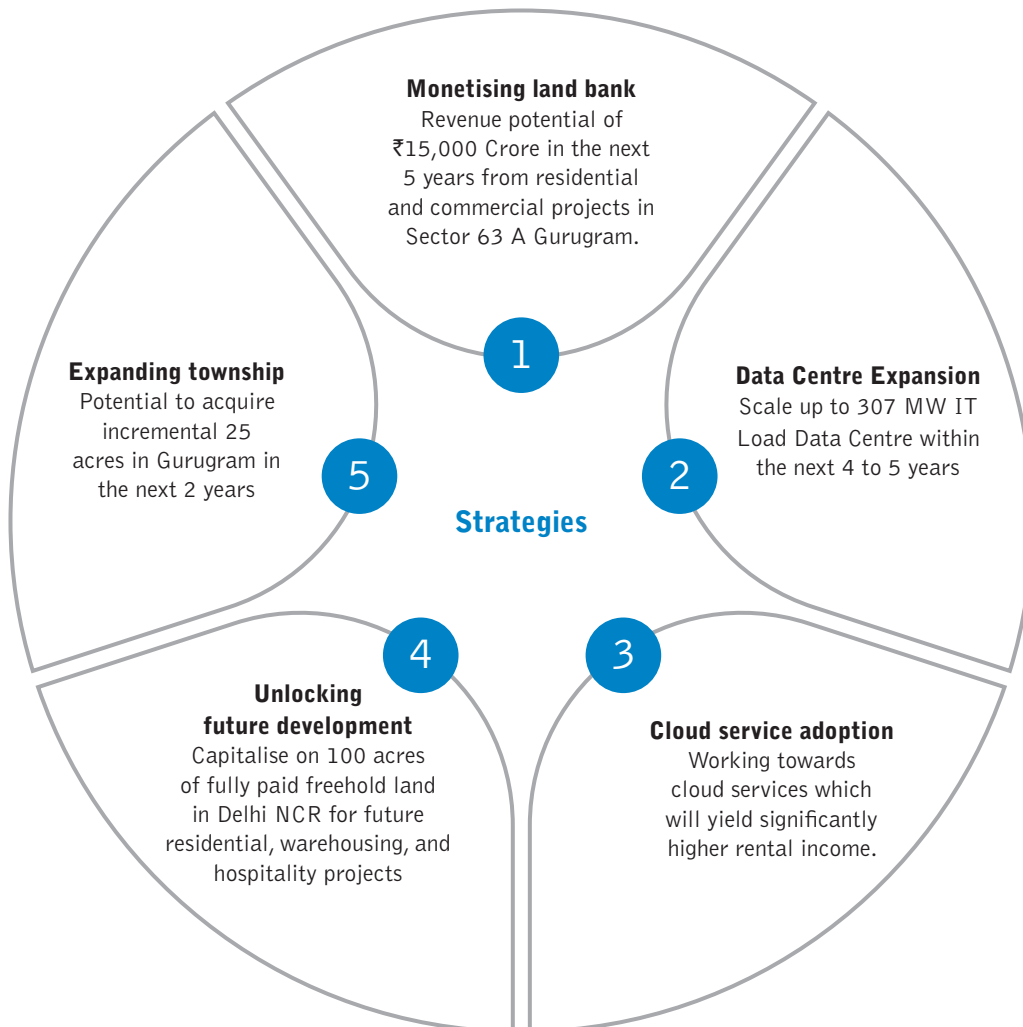 Monetising land bank
Revenue potential of
₹15,000 Crore in the next
5 years from residential
and commercial projects in
Sector 63 A Gurugram.
1
Data Centre Expansion
Scale up to 307 MW IT
Load Data Centre within
the next 4 to 5 years
2
Cloud service adoption
Working towards
cloud services which
will yield significantly
higher rental income.
3
Unlocking
future development
Capitalise on 100 acres
of fully paid freehold land
in Delhi NCR for future
residential, warehousing, and
hospitality projects
4
Expanding township
Potential to acquire
incremental 25
acres in Gurugram in
the next 2 years
5
Strategies